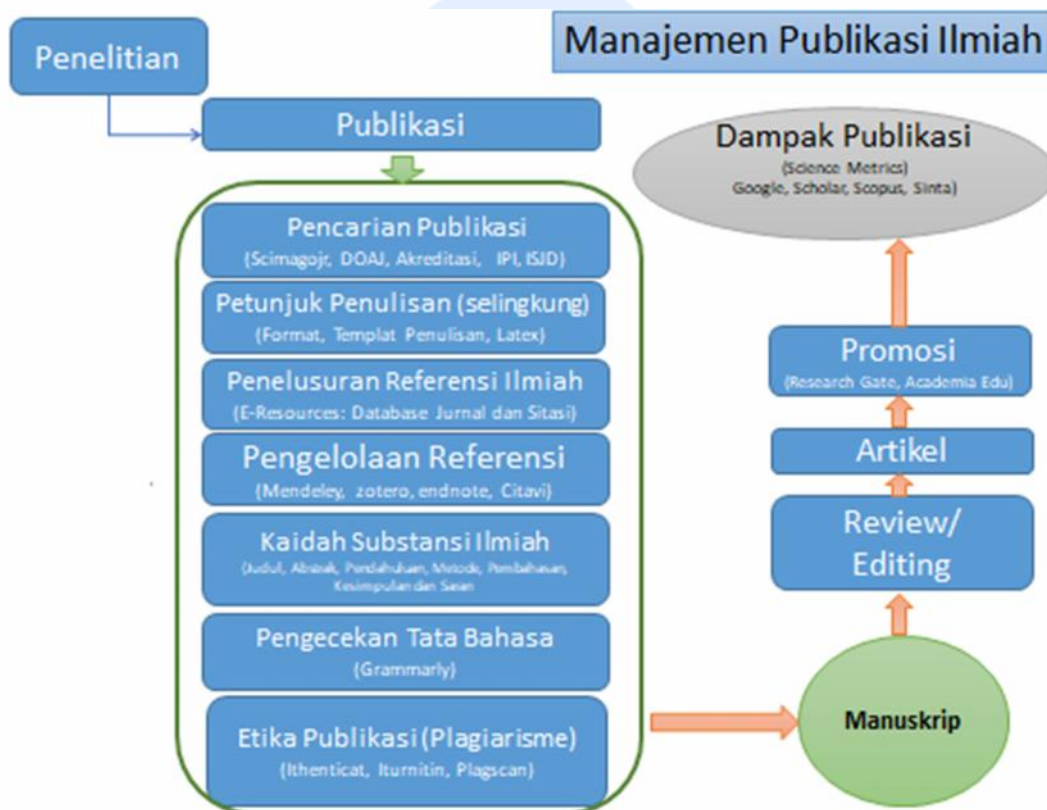 Manajemen Publikasi Ilmiah
Penelitian
Publikasi
Pencarian Publikasi
(Scimagojr, DOAJ, Akreditasi, IPI, ISJD)
Petunjuk Penulisan (selingkung)
(Format, Templat Penulisan, Latex)
Penelusuran Referensi Ilmiah
(E-Resources: Database Jurnal dan Sitasi)
Pengelolaan Referensi
(Mendeley, zotero, endnote, Citavi)
Kaidah Substansi Ilmiah
(Judul, Abstrak, Pendahuluan, Metode, Pembahasan,
Kesimpulan dan Saran
Pengecekan Tata Bahasa
(Grammarly)
Etika Publikasi (Plagiarisme)
(Ithenticat, Iturnitin, Plagscan)
Manuskrip
Review/
Editing
Artikel
Promosi
(Research Gate, Academia Edu)
Dampak Publikasi
(Science Metrics)
Google, Scholar, Scopus, Sinta)